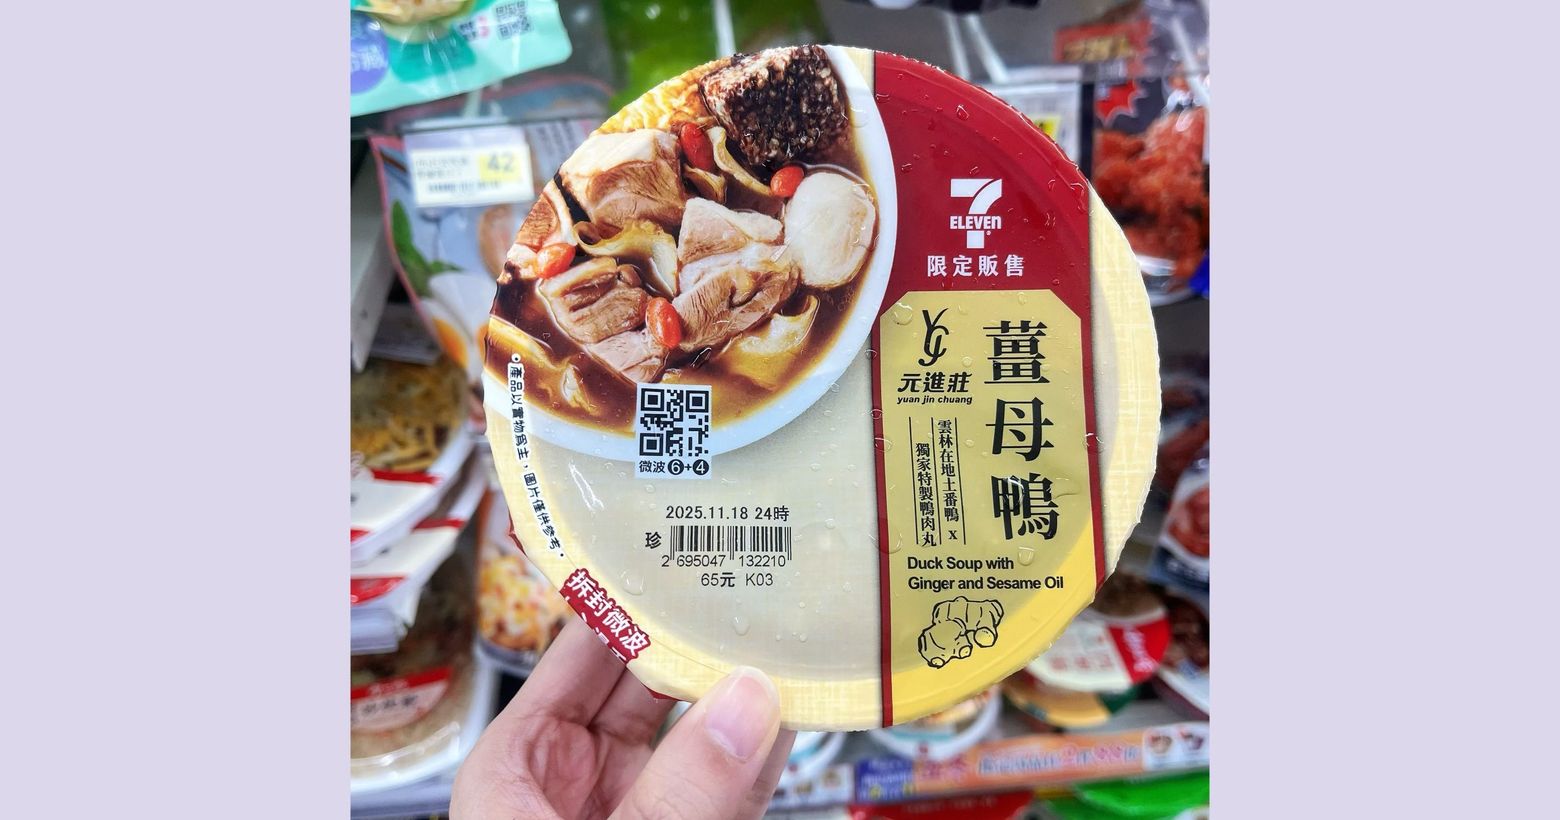 42
7
ELEVEN
限定販售
元進莊
yuan jin chuang
薑母鴨
雲林在地土番鴨 x
獨家特製鴨肉丸
Duck Soup with
Ginger and Sesame Oil
•產品以實物為主，圖片僅供參考。
微波❻+❹
2025.11.18 24時
珍
2 695047 132210
65元 K03
拆封微波